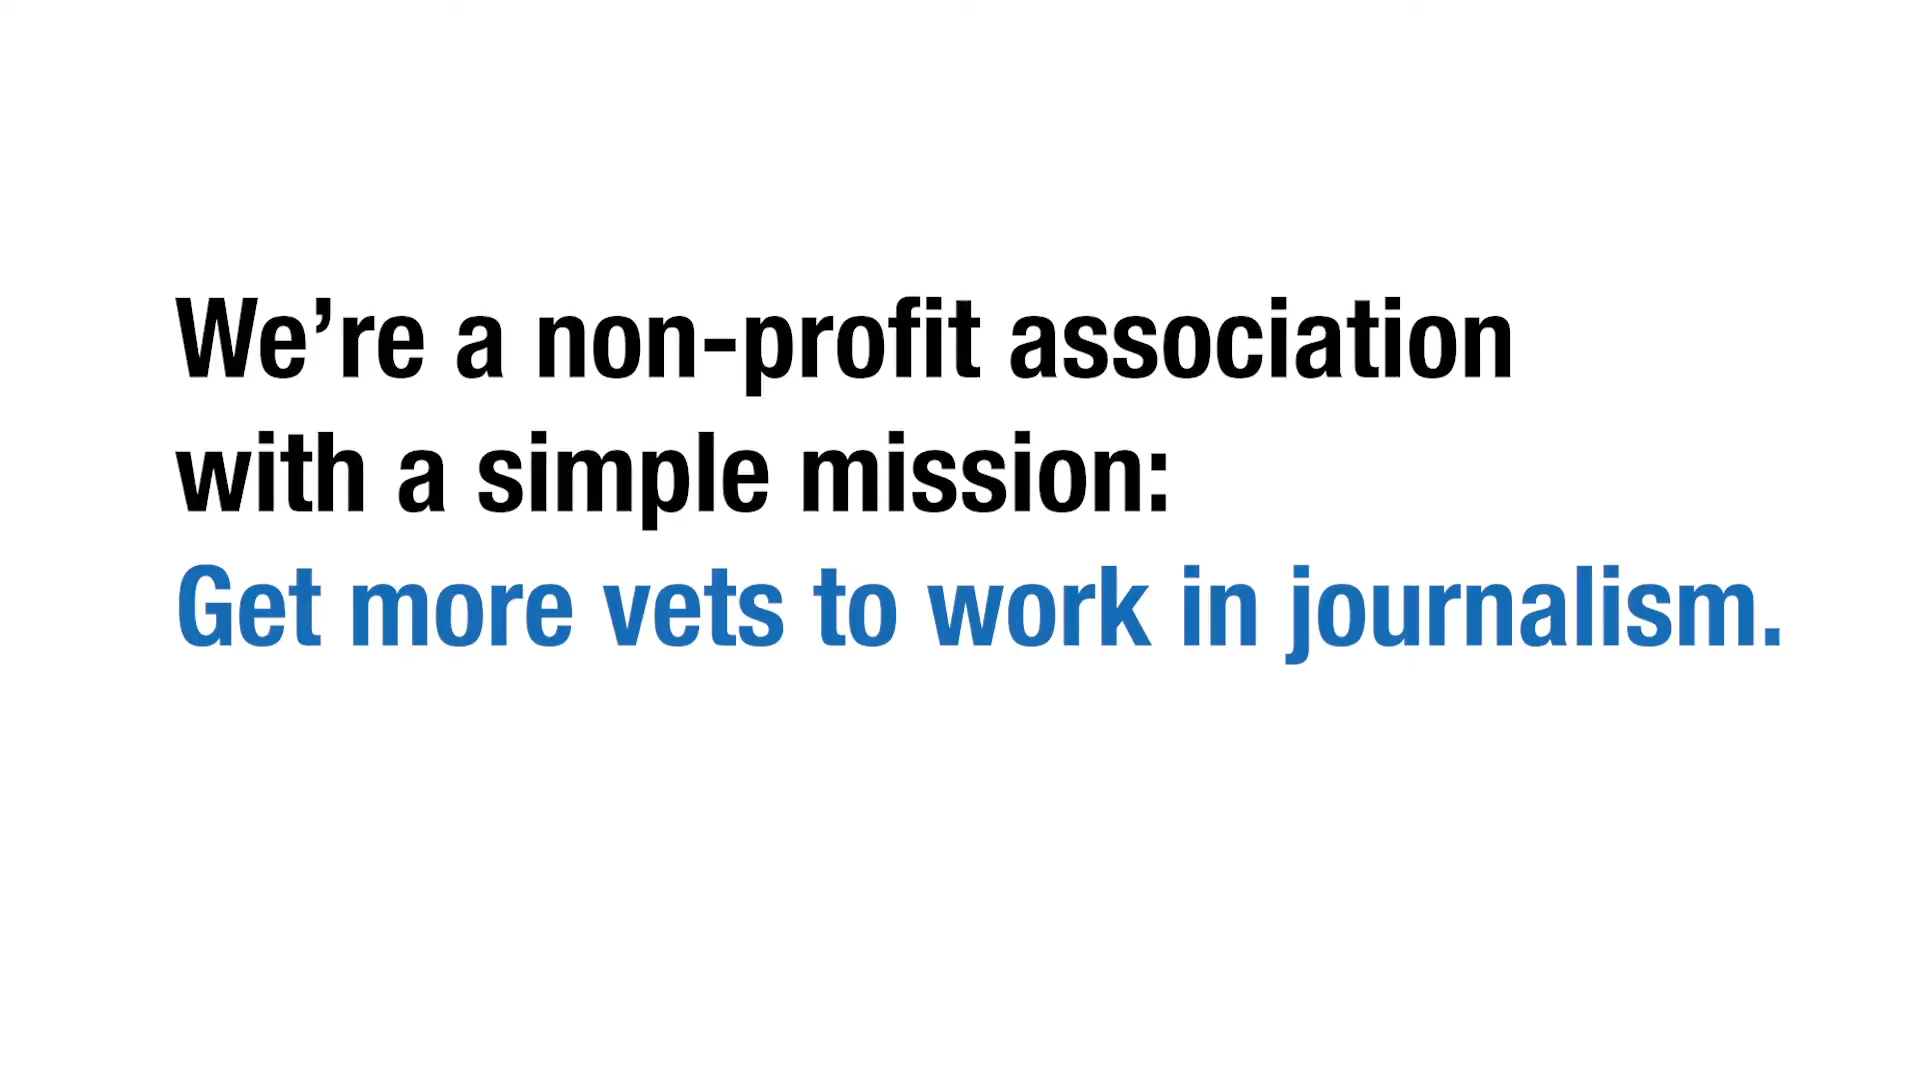 We’re a non-profit association
with a simple mission:
Get more vets to work in journalism.